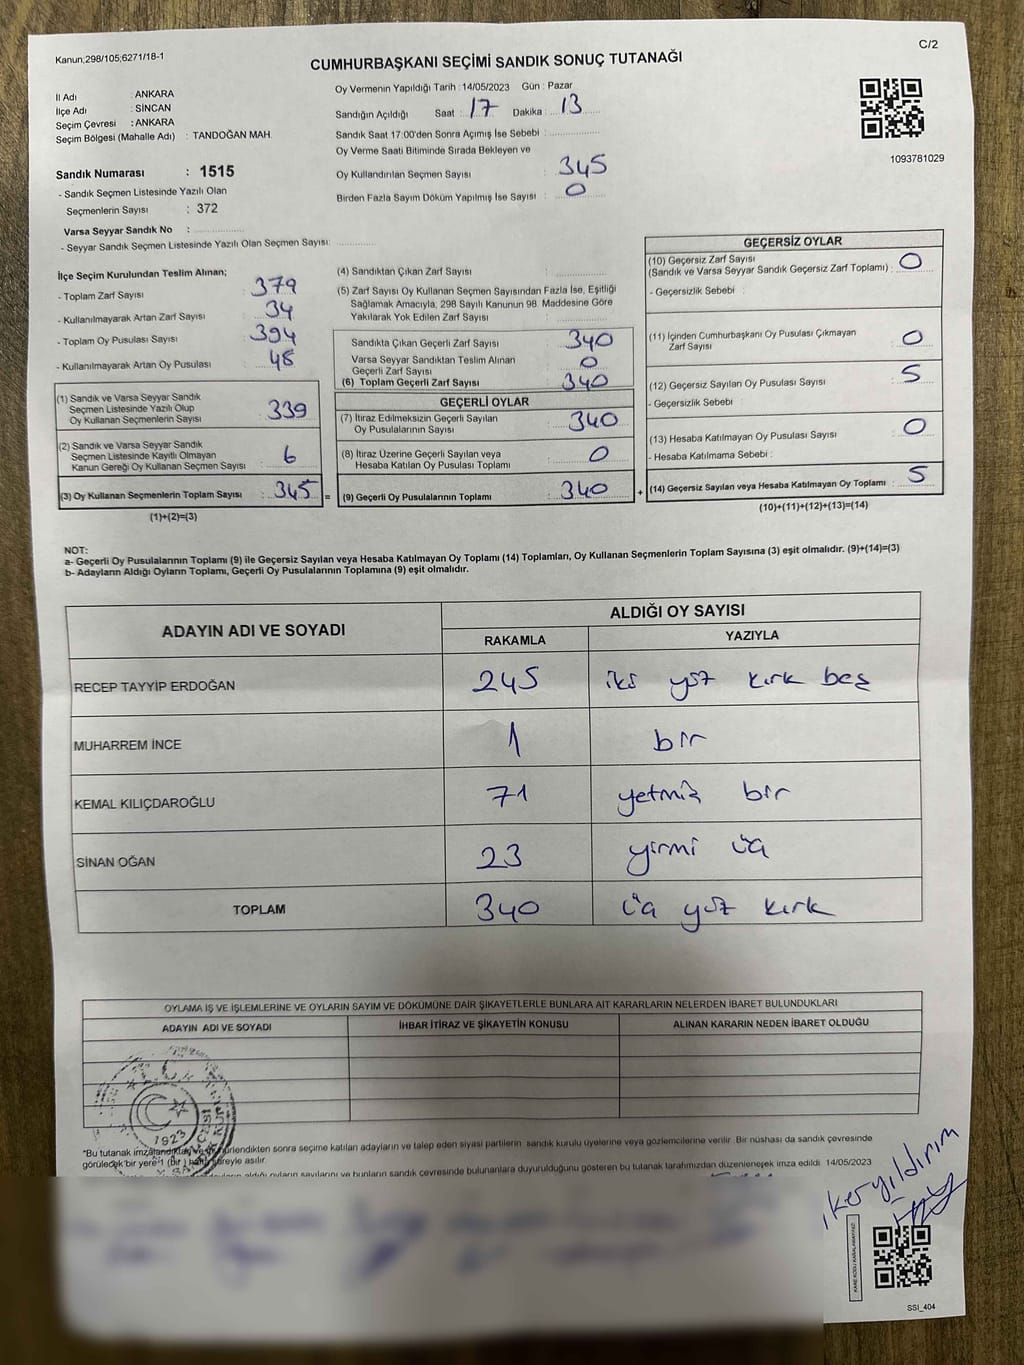 Kanun;298/105;6271/18-1
C/2
CUMHURBAŞKANI SEÇİMİ SANDIK SONUÇ TUTANAĞI
İl Adı : ANKARA
İlçe Adı : SİNCAN
Seçim Çevresi : ANKARA
Seçim Bölgesi (Mahalle Adı) : TANDOĞAN MAH.
Sandık Numarası : 1515
- Sandık Seçmen Listesinde Yazılı Olan
Seçmenlerin Sayısı : 372
Varsa Seyyar Sandık No :
- Seyyar Sandık Seçmen Listesinde Yazılı Olan Seçmen Sayısı:
Oy Vermenin Yapıldığı Tarih : 14/05/2023 Gün : Pazar
Sandığın Açıldığı Saat : 17 Dakika : 13
Sandık Saat 17:00'den Sonra Açımış İse Sebebi :
Oy Verme Saati Bitiminde Sırada Bekleyen ve
Oy Kullandırılan Seçmen Sayısı : 345
Birden Fazla Sayım Döküm Yapılmış İse Sayısı : 0
1093781029
İlçe Seçim Kurulundan Teslim Alınan;
- Toplam Zarf Sayısı : 379
- Kullanılmayarak Artan Zarf Sayısı : 34
- Toplam Oy Pusulası Sayısı : 394
- Kullanılmayarak Artan Oy Pusulası : 48
(1) Sandık ve Varsa Seyyar Sandık
Seçmen Listesinde Yazılı Olup
Oy Kullanan Seçmenlerin Sayısı : 339
(2) Sandık ve Varsa Seyyar Sandık
Seçmen Listesinde Kayıtlı Olmayan
Kanun Gereği Oy Kullanan Seçmen Sayısı : 6
(3) Oy Kullanan Seçmenlerin Toplam Sayısı : 345 =
(1)+(2)=(3)
(4) Sandıktan Çıkan Zarf Sayısı :
(5) Zarf Sayısı Oy Kullanan Seçmen Sayısından Fazla İse, Eşitliği
Sağlamak Amacıyla, 298 Sayılı Kanunun 98. Maddesine Göre
Yakılarak Yok Edilen Zarf Sayısı :
Sandıkta Çıkan Geçerli Zarf Sayısı : 340
Varsa Seyyar Sandıktan Teslim Alınan
Geçerli Zarf Sayısı : 0
(6) Toplam Geçerli Zarf Sayısı : 340
GEÇERLİ OYLAR
(7) İtiraz Edilmeksizin Geçerli Sayılan
Oy Pusulalarının Sayısı : 340
(8) İtiraz Üzerine Geçerli Sayılan veya
Hesaba Katılan Oy Pusulası Toplamı : 0
(9) Geçerli Oy Pusulalarının Toplamı : 340 +
GEÇERSİZ OYLAR
(10) Geçersiz Zarf Sayısı
(Sandık ve Varsa Seyyar Sandık Geçersiz Zarf Toplamı) : 0
- Geçersizlik Sebebi :
(11) İçinden Cumhurbaşkanı Oy Pusulası Çıkmayan
Zarf Sayısı : 0
(12) Geçersiz Sayılan Oy Pusulası Sayısı : 5
- Geçersizlik Sebebi :
(13) Hesaba Katılmayan Oy Pusulası Sayısı : 0
- Hesaba Katılmama Sebebi :
(14) Geçersiz Sayılan veya Hesaba Katılmayan Oy Toplamı : 5
(10)+(11)+(12)+(13)=(14)
NOT:
a- Geçerli Oy Pusulalarının Toplamı (9) ile Geçersiz Sayılan veya Hesaba Katılmayan Oy Toplamı (14) Toplamları, Oy Kullanan Seçmenlerin Toplam Sayısına (3) eşit olmalıdır. (9)+(14)=(3)
b- Adayların Aldığı Oyların Toplamı, Geçerli Oy Pusulalarının Toplamına (9) eşit olmalıdır.
ADAYIN ADI VE SOYADI
ALDIĞI OY SAYISI
RAKAMLA YAZIYLA
RECEP TAYYİP ERDOĞAN 245 iki yüz kırk beş
MUHARREM İNCE 1 bir
KEMAL KILIÇDAROĞLU 71 yetmiş bir
SİNAN OĞAN 23 yirmi üç
TOPLAM 340 üç yüz kırk
OYLAMA İŞ VE İŞLEMLERİNE VE OYLARIN SAYIM VE DÖKÜMÜNE DAİR ŞİKAYETLERLE BUNLARA AİT KARARLARIN NELERDEN İBARET BULUNDUKLARI
ADAYIN ADI VE SOYADI İHBAR İTİRAZ VE ŞİKAYETİN KONUSU ALINAN KARARIN NEDEN İBARET OLDUĞU
T.C.
1923
*Bu tutanak imzalandıktan ve mühürlendikten sonra seçime katılan adayların ve talep eden siyasi partilerin sandık kurulu üyelerine veya gözlemcilerine verilir. Bir nüshası da sandık çevresinde
görülecek bir yere 1 (bir) hafta süreyle asılır.
aldığı oyların sayılarını ve bunların sandık çevresinde bulunanlara duyurulduğunu gösteren bu tutanak tarafımızdan düzenlenerek imza edildi. 14/05/2023
ilker yıldırım
SSI_404